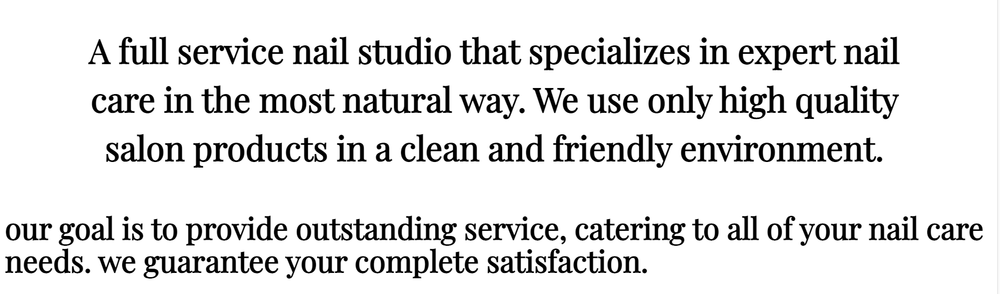 A full service nail studio that specializes in expert nail
care in the most natural way. We use only high quality
salon products in a clean and friendly environment.
our goal is to provide outstanding service, catering to all of your nail care
needs. we guarantee your complete satisfaction.